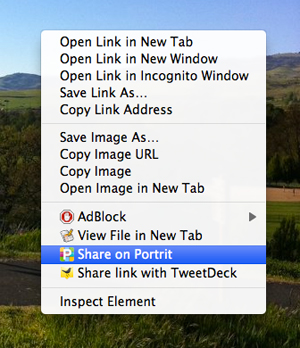 Open Link in New Tab
Open Link in New Window
Open Link in Incognito Window
Save Link As...
Copy Link Address
Save Image As...
Copy Image URL
Copy Image
Open Image in New Tab
AdBlock
View File in New Tab
Share on Portrit
Share link with TweetDeck
Inspect Element